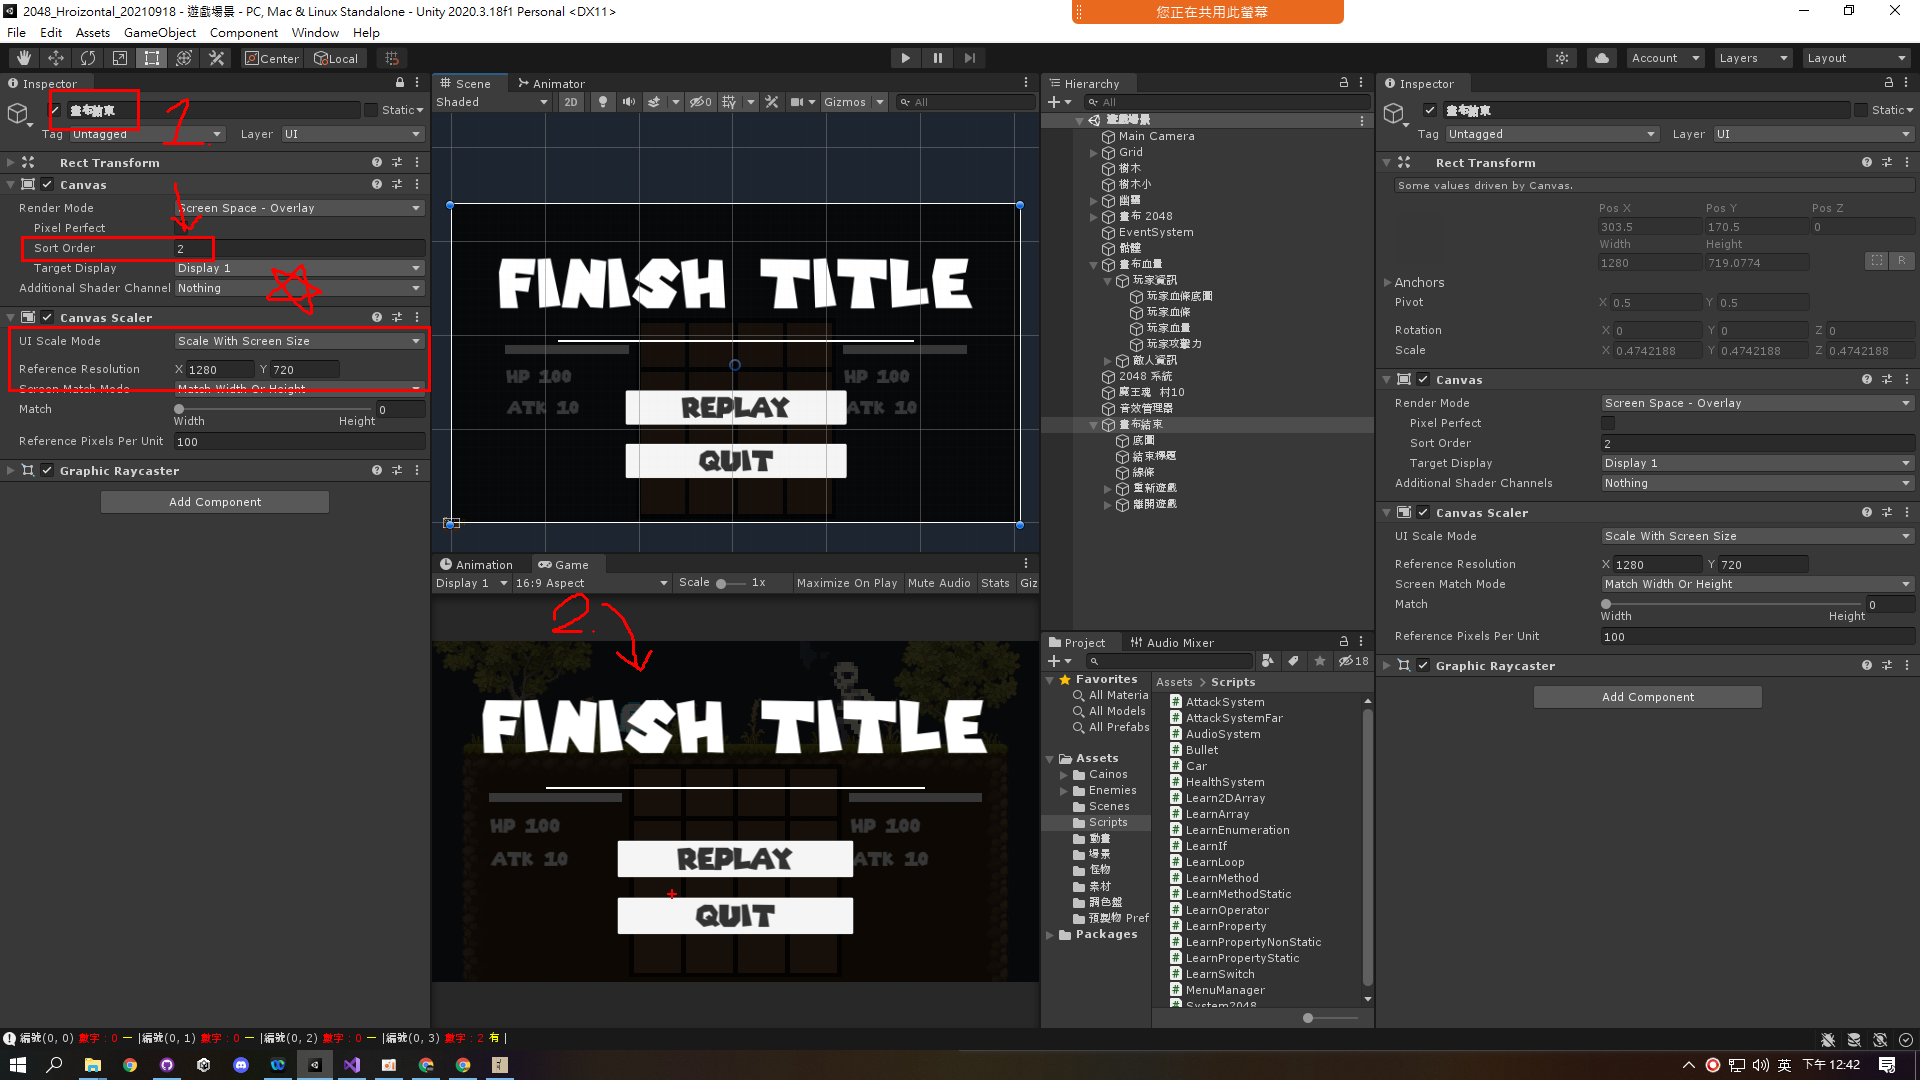 2048_Hroizontal_20210918 - 遊戲場景 - PC, Mac & Linux Standalone - Unity 2020.3.18f1 Personal <DX11>
您正在共用此螢幕
File Edit Assets GameObject Component Window Help
Center Local
Account Layers Layout
Inspector
畫布結束 Static
1.
Tag Untagged Layer UI
Rect Transform
Canvas
Render Mode Screen Space - Overlay
Pixel Perfect
Sort Order 2
Target Display Display 1
Additional Shader Channel Nothing
Canvas Scaler
UI Scale Mode Scale With Screen Size
Reference Resolution X 1280 Y 720
Screen Match Mode Match Width Or Height
Match 0
Width Height
Reference Pixels Per Unit 100
Graphic Raycaster
Add Component
Scene Animator
Shaded 2D 0 Gizmos All
FINISH TITLE
HP 100 HP 100
ATK 10 ATK 10
REPLAY
QUIT
Animation Game
Display 1 16:9 Aspect Scale 1x Maximize On Play Mute Audio Stats Giz
2.
FINISH TITLE
HP 100 HP 100
ATK 10 ATK 10
REPLAY
QUIT
Hierarchy
All
遊戲場景
Main Camera
Grid
樹木
樹木小
幽靈
畫布 2048
EventSystem
骷髏
畫布血量
玩家資訊
玩家血條底圖
玩家血條
玩家血量
玩家攻擊力
敵人資訊
2048 系統
魔王魂 村10
音效管理器
畫布結束
底圖
結束標題
線條
重新遊戲
離開遊戲
Project Audio Mixer
18
Favorites
All Materia
All Models
All Prefabs
Assets
Cainos
Enemies
Scenes
Scripts
動畫
場景
怪物
素材
調色盤
預製物 Pref
Packages
Assets > Scripts
AttackSystem
AttackSystemFar
AudioSystem
Bullet
Car
HealthSystem
Learn2DArray
LearnArray
LearnEnumeration
LearnIf
LearnLoop
LearnMethod
LearnMethodStatic
LearnOperator
LearnProperty
LearnPropertyNonStatic
LearnPropertyStatic
LearnSwitch
MenuManager
System2048
Inspector
畫布結束 Static
Tag Untagged Layer UI
Rect Transform
Some values driven by Canvas.
Pos X Pos Y Pos Z
303.5 170.5 0
Width Height
1280 719.0774
R
Anchors
Pivot X 0.5 Y 0.5
Rotation X 0 Y 0 Z 0
Scale X 0.4742188 Y 0.4742188 Z 0.4742188
Canvas
Render Mode Screen Space - Overlay
Pixel Perfect
Sort Order 2
Target Display Display 1
Additional Shader Channels Nothing
Canvas Scaler
UI Scale Mode Scale With Screen Size
Reference Resolution X 1280 Y 720
Screen Match Mode Match Width Or Height
Match 0
Width Height
Reference Pixels Per Unit 100
Graphic Raycaster
Add Component
編號(0, 0) 數字：0 一 |編號(0, 1) 數字：0 一 |編號(0, 2) 數字：0 一 |編號(0, 3) 數字：2 有 |
英 下午 12:42